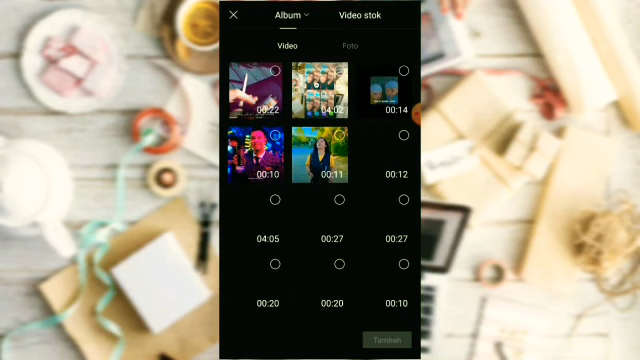 Album Video stok
Video Foto
00:22 04:02 00:14
00:10 00:11 00:12
04:05 00:27 00:27
00:20 00:20 00:10
Tambah